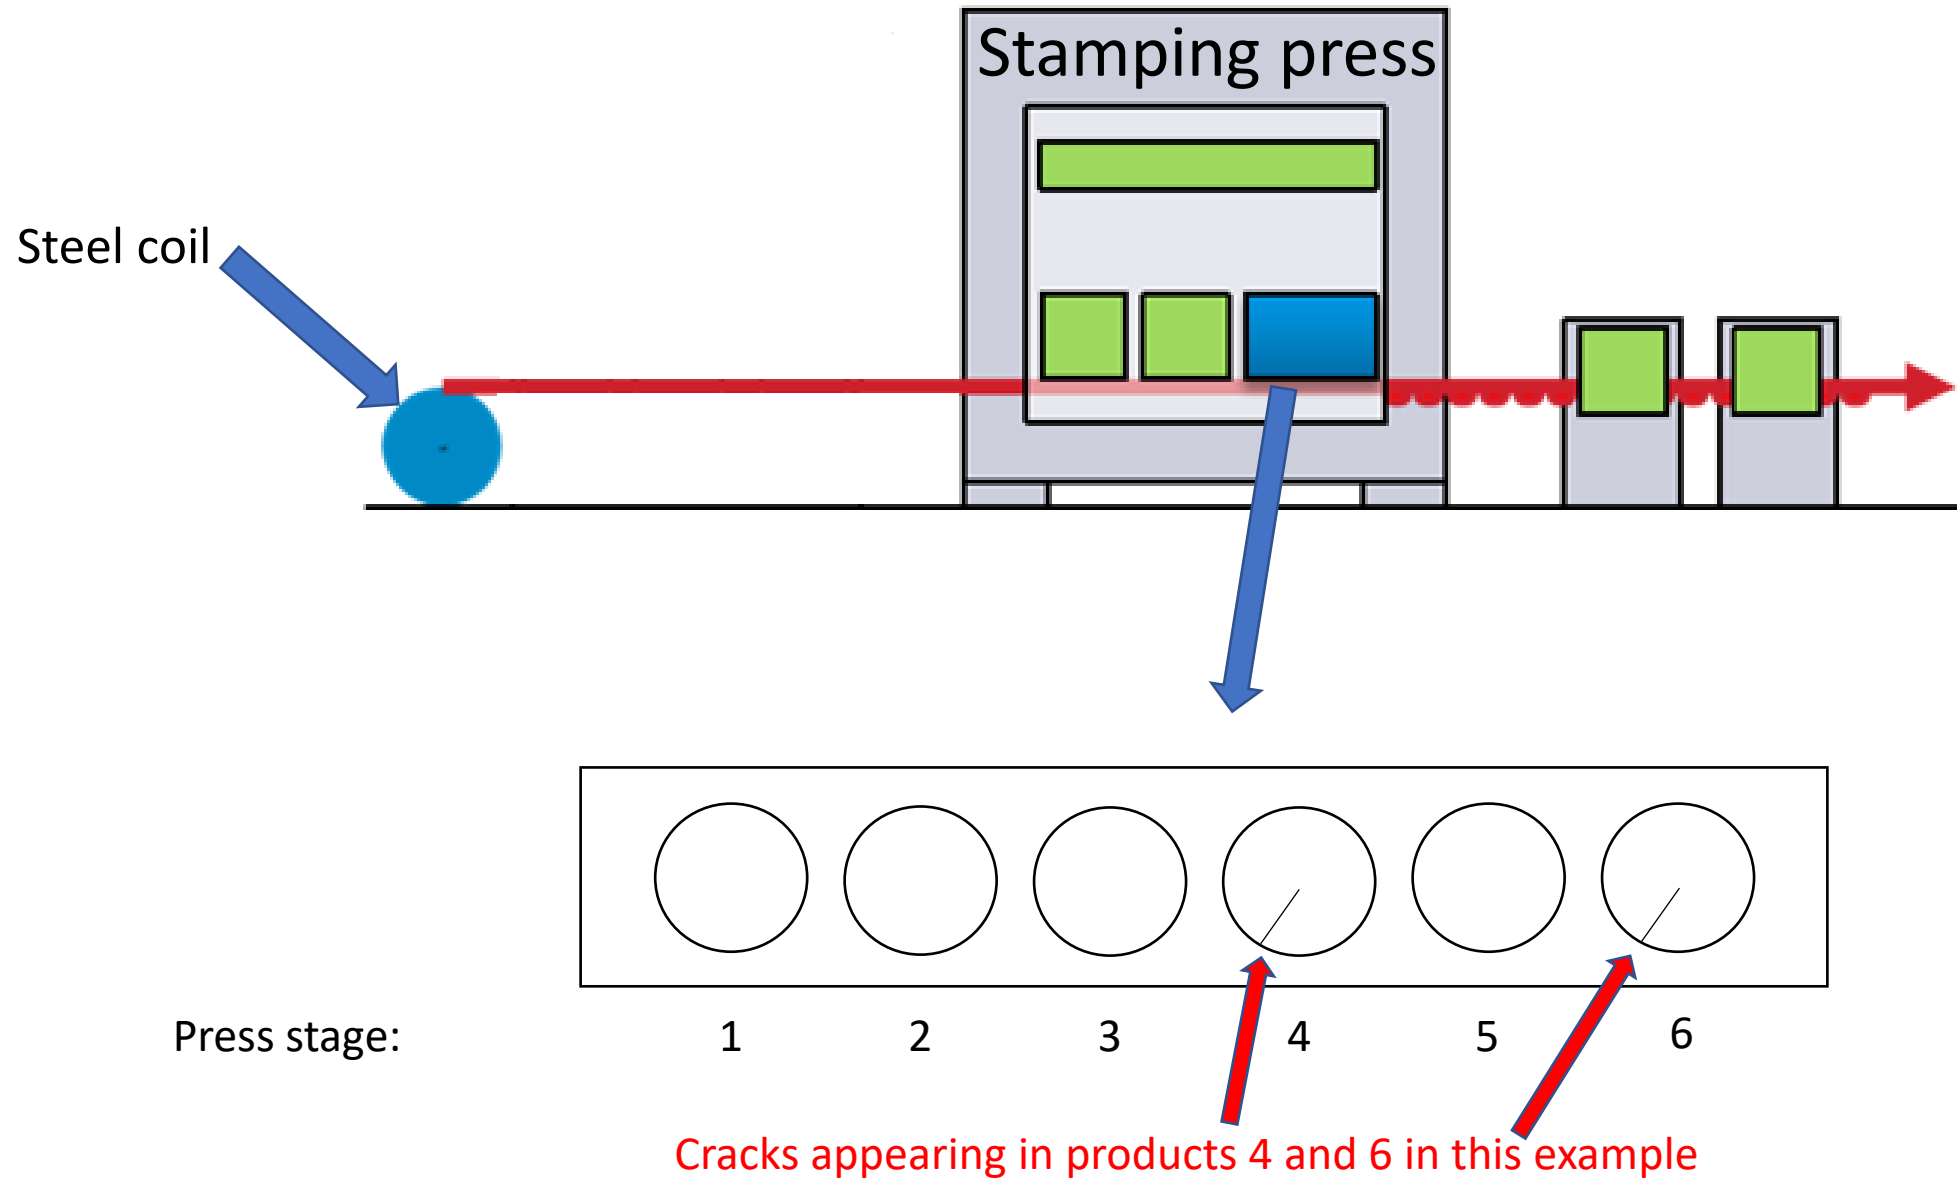 Stamping press
Steel coil
Press stage: 1 2 3 4 5 6
Cracks appearing in products 4 and 6 in this example